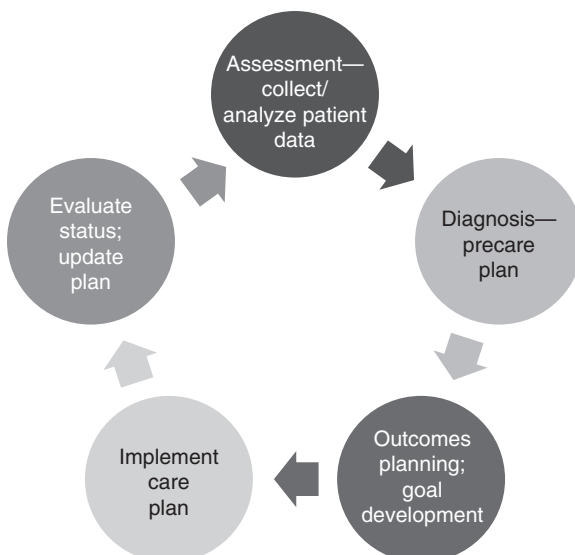 Assessment—
collect/
analyze patient
data
Diagnosis—
precare
plan
Outcomes
planning;
goal
development
Implement
care
plan
Evaluate
status;
update
plan